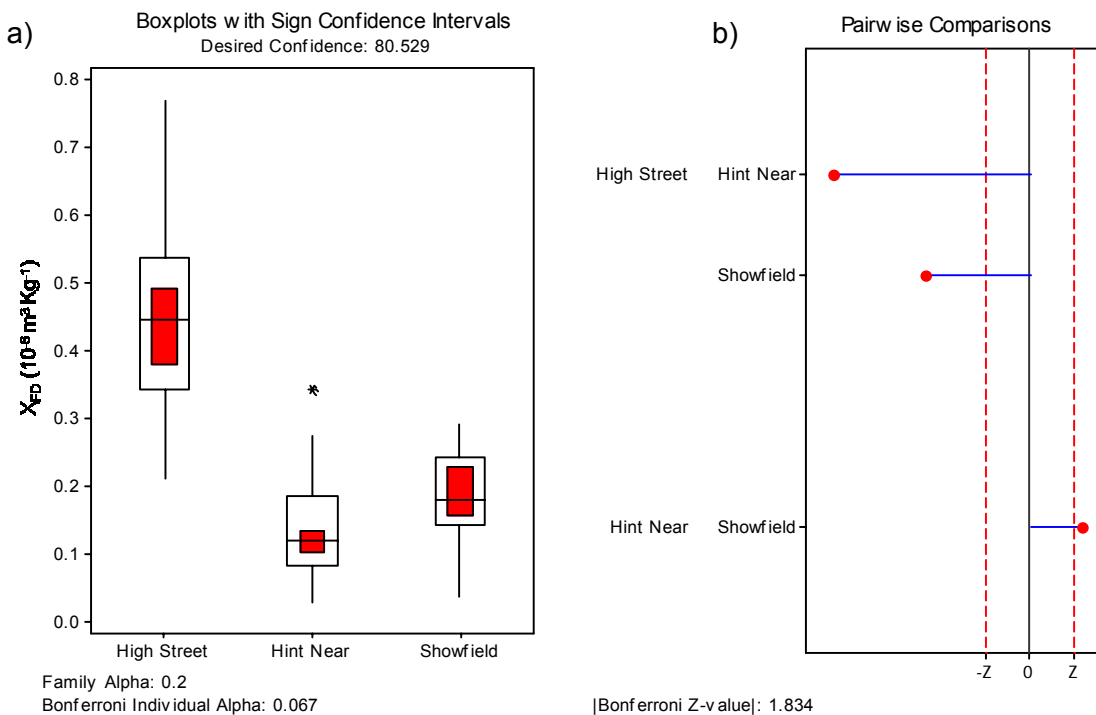 a)
Boxplots with Sign Confidence Intervals
Desired Confidence: 80.529
0.8
0.7
0.6
0.5
0.4
0.3
0.2
0.1
0.0
X_FD (10⁻⁸ m³ Kg⁻¹)
High Street Hint Near Showfield
Family Alpha: 0.2
Bonferroni Individual Alpha: 0.067
b)
Pairwise Comparisons
High Street Hint Near
Showfield
Hint Near Showfield
-Z 0 Z
|Bonferroni Z-value|: 1.834